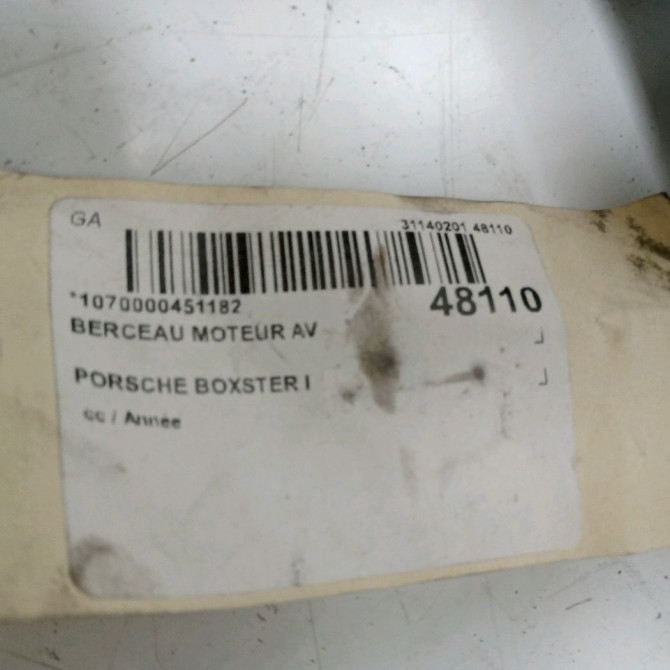 GA
31140201 48110
*1070000451182
48110
BERCEAU MOTEUR AV
PORSCHE BOXSTER I
cc / Année